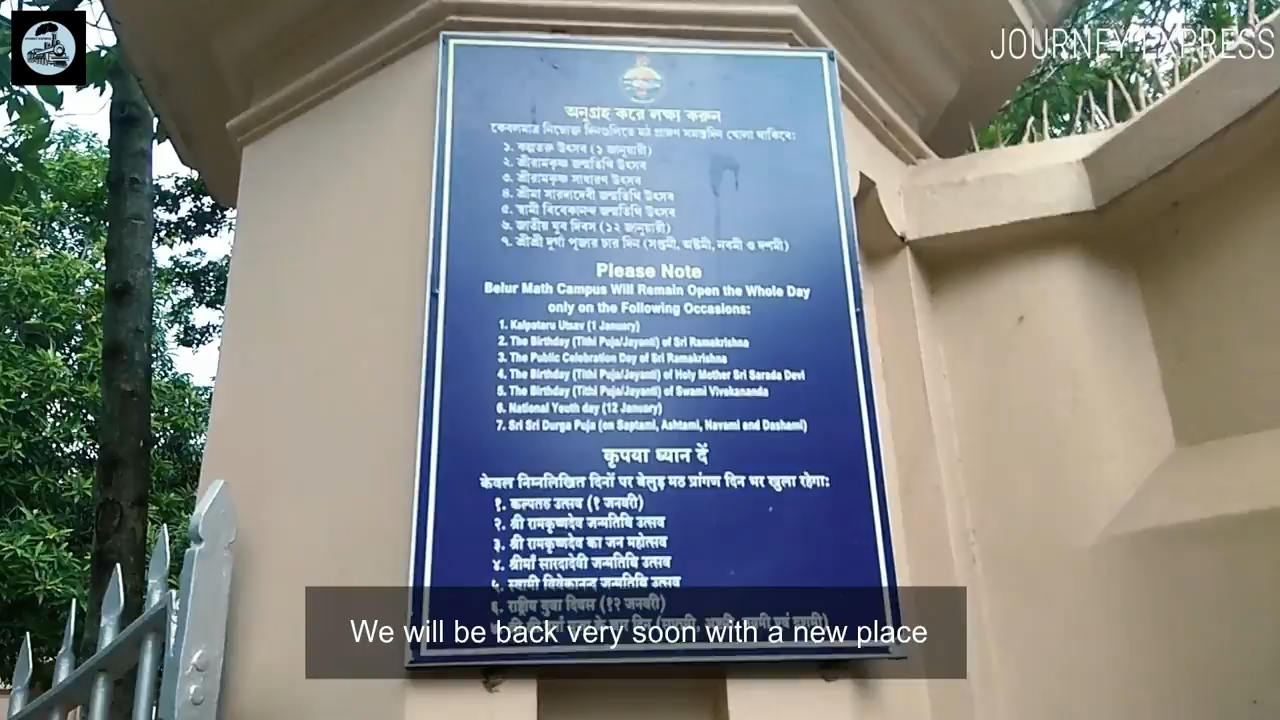 JOURNEY EXPRESS
অনুগ্রহ করে লক্ষ্য করুন
কেবলমাত্র নিম্নোক্ত দিনগুলিতে মঠ প্রাঙ্গণ সমস্তদিন খোলা থাকিবে:
১. কল্পতরু উৎসব (১ জানুয়ারী)
২. শ্রীরামকৃষ্ণ জন্মতিথি উৎসব
৩. শ্রীরামকৃষ্ণ সাধারণ উৎসব
৪. শ্রীমা সারদাদেবী জন্মতিথি উৎসব
৫. স্বামী বিবেকানন্দ জন্মতিথি উৎসব
৬. জাতীয় যুব দিবস (১২ জানুয়ারী)
৭. শ্রীশ্রী দুর্গা পূজার চার দিন (সপ্তমী, অষ্টমী, নবমী ও দশমী)
Please Note
Belur Math Campus Will Remain Open the Whole Day
only on the Following Occasions:
1. Kalpataru Utsav (1 January)
2. The Birthday (Tithi Puja/Jayanti) of Sri Ramakrishna
3. The Public Celebration Day of Sri Ramakrishna
4. The Birthday (Tithi Puja/Jayanti) of Holy Mother Sri Sarada Devi
5. The Birthday (Tithi Puja/Jayanti) of Swami Vivekananda
6. National Youth day (12 January)
7. Sri Sri Durga Puja (on Saptami, Ashtami, Navami and Dashami)
कृपया ध्यान दें
केवल निम्नलिखित दिनों पर बेलुड़ मठ प्रांगण दिन भर खुला रहेगा:
१. कल्पतरु उत्सव (१ जनवरी)
२. श्री रामकृष्णदेव जन्मतिथि उत्सव
३. श्री रामकृष्णदेव का जन महोत्सव
४. श्रीमाँ सारदादेवी जन्मतिथि उत्सव
५. स्वामी विवेकानन्द जन्मतिथि उत्सव
६. राष्ट्रीय युवा दिवस (१२ जनवरी)
We will be back very soon with a new place